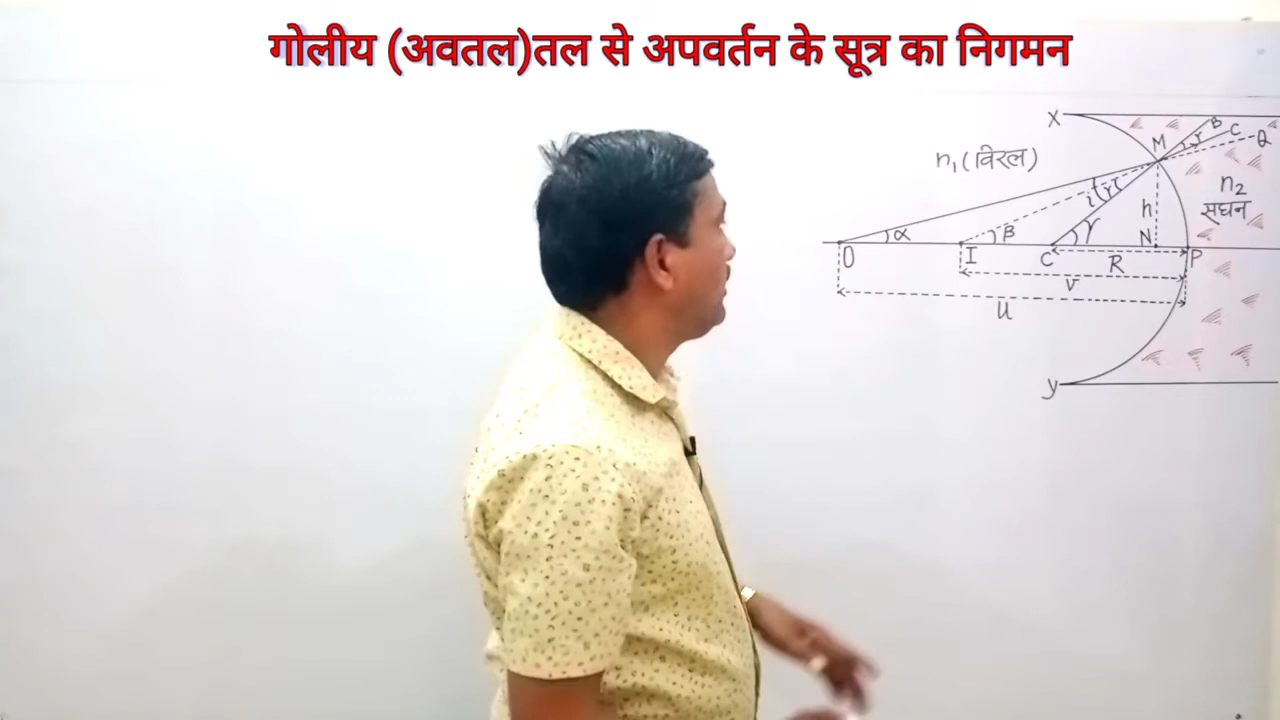 गोलीय (अवतल)तल से अपवर्तन के सूत्र का निगमन
X
M
r
B
C
Q
n₁ (विरल)
i
r
n₂
सघन
h
α
β
γ
N
O
I
C
R
P
v
u
y